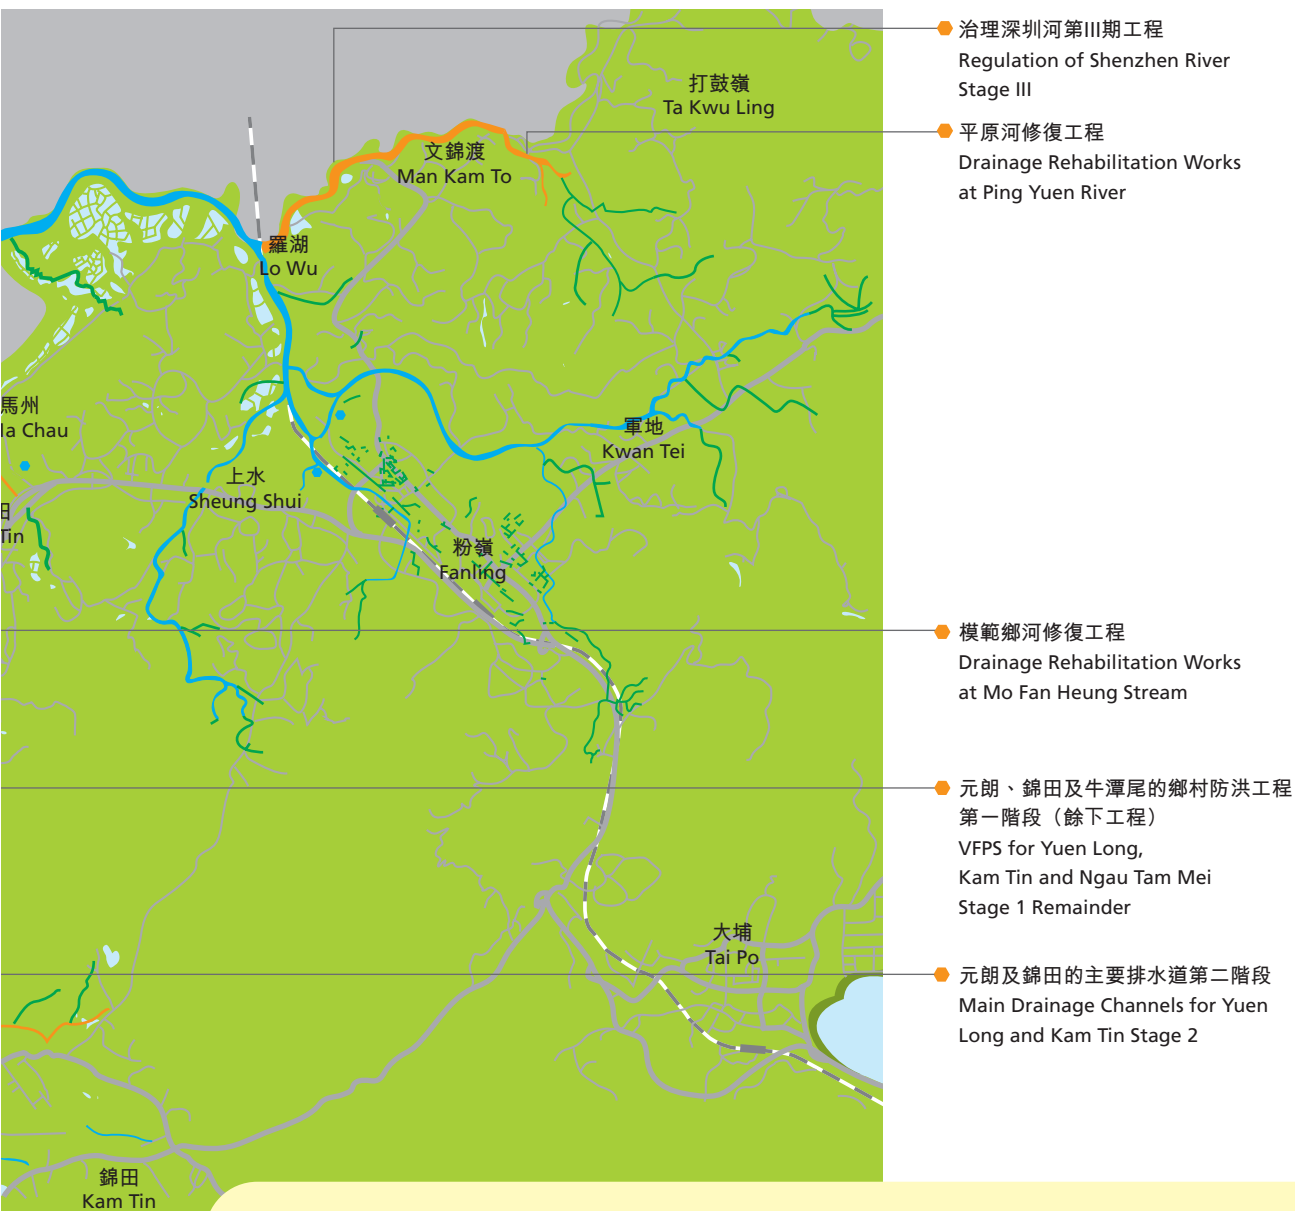 治理深圳河第III期工程
Regulation of Shenzhen River
Stage III
打鼓嶺
Ta Kwu Ling
平原河修復工程
Drainage Rehabilitation Works
at Ping Yuen River
文錦渡
Man Kam To
羅湖
Lo Wu
馬州
Chau
軍地
Kwan Tei
上水
Sheung Shui
田
Tin
粉嶺
Fanling
模範鄉河修復工程
Drainage Rehabilitation Works
at Mo Fan Heung Stream
元朗、錦田及牛潭尾的鄉村防洪工程
第一階段（餘下工程）
VFPS for Yuen Long,
Kam Tin and Ngau Tam Mei
Stage 1 Remainder
大埔
Tai Po
元朗及錦田的主要排水道第二階段
Main Drainage Channels for Yuen
Long and Kam Tin Stage 2
錦田
Kam Tin